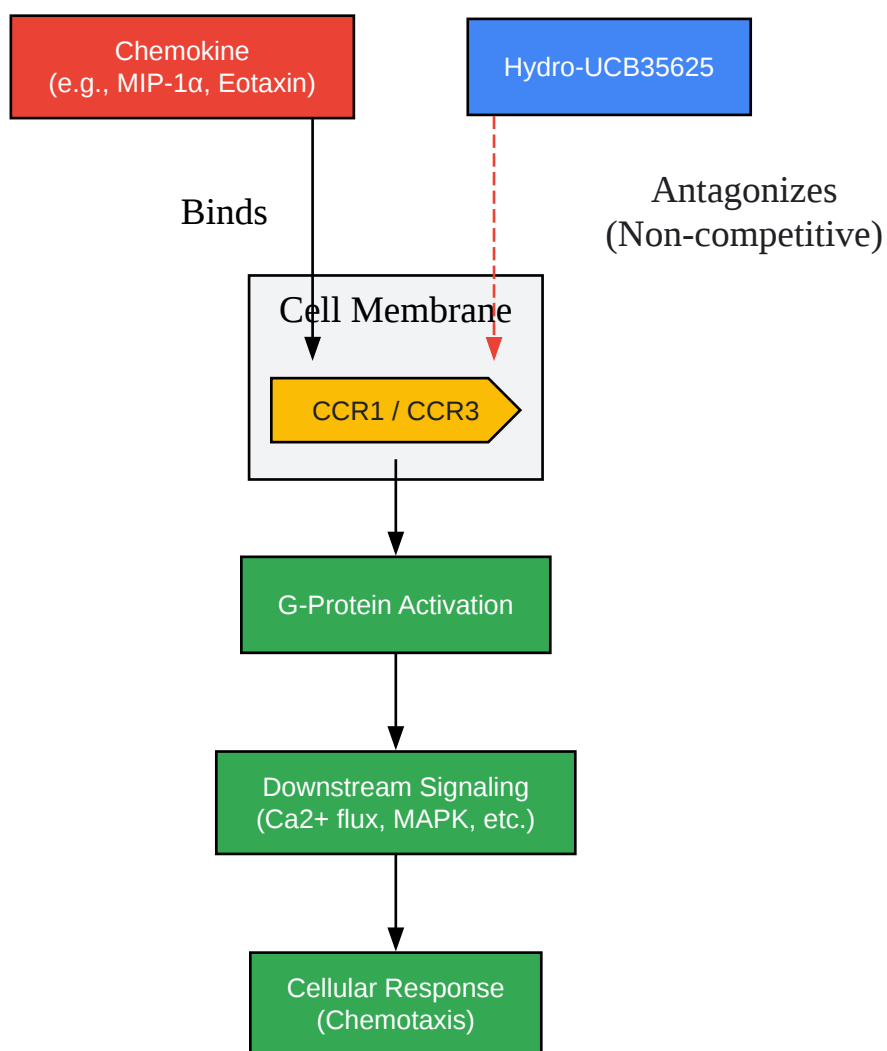 Chemokine
(e.g., MIP-1α, Eotaxin)
Hydro-UCB35625
Binds
Antagonizes
(Non-competitive)
Cell Membrane
CCR1 / CCR3
G-Protein Activation
Downstream Signaling
(Ca2+ flux, MAPK, etc.)
Cellular Response
(Chemotaxis)